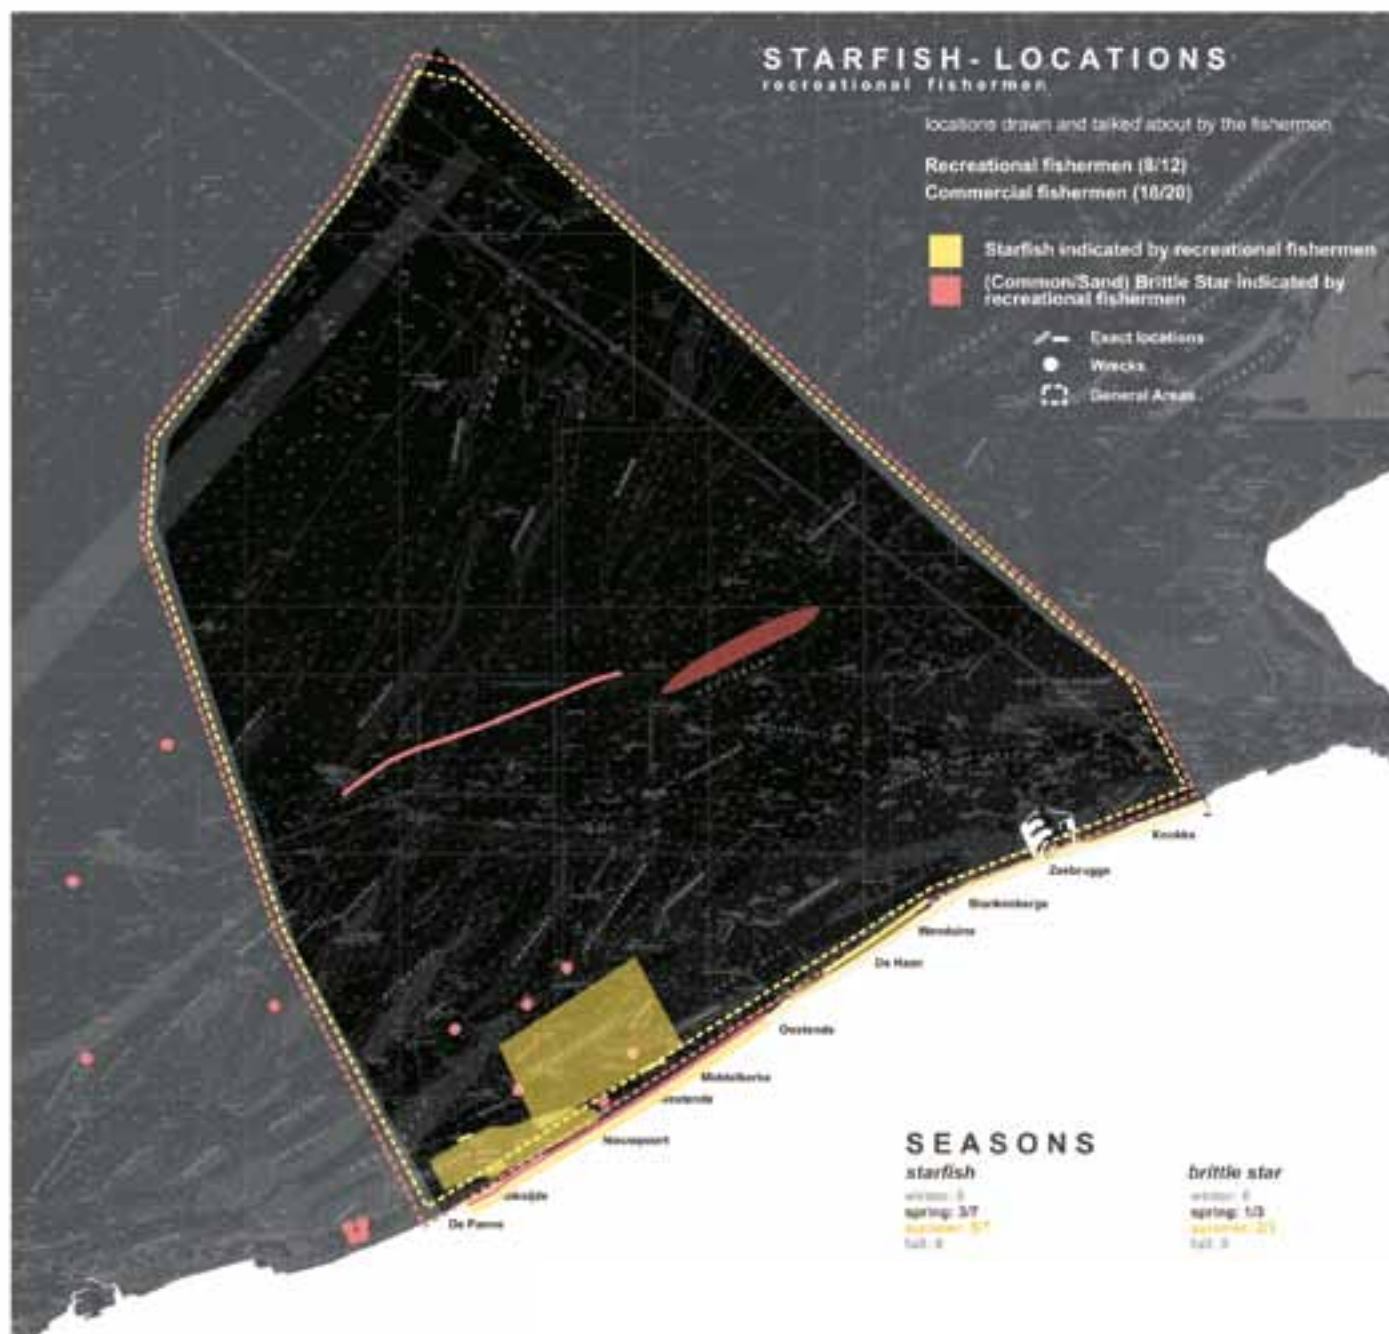 STARFISH - LOCATIONS
recreational fishermen
locations drawn and talked about by the fishermen
Recreational fishermen (8/12)
Commercial fishermen (18/20)
Starfish indicated by recreational fishermen
(Common/Sand) Brittle Star indicated by
recreational fishermen
Exact locations
Wrecks
General Areas
Knokke
Zeebrugge
Blankenberge
Wenduine
De Haan
Oostende
Middelkerke
Nieuwpoort
De Panne
SEASONS
starfish
brittle star
spring: 3/7
spring: 1/3